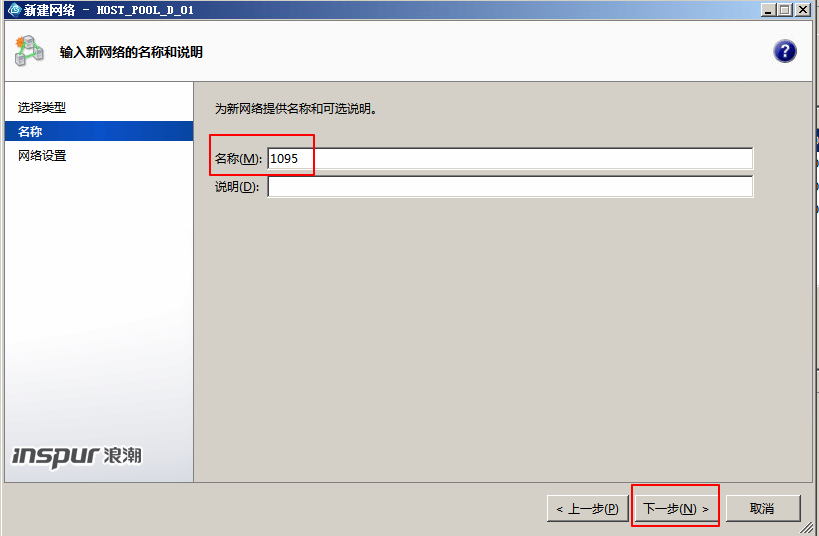 新建网络 - HOST_POOL_D_01
输入新网络的名称和说明
?
选择类型
名称
网络设置
为新网络提供名称和可选说明。
名称(M): 1095
说明(D):
inspur 浪潮
< 上一步(P)
下一步(N) >
取消